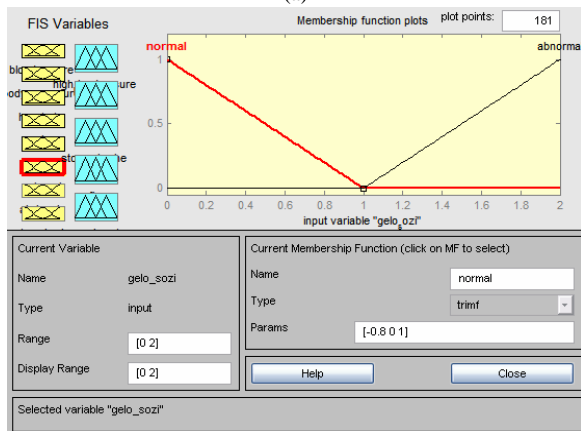 FIS Variables
Membership function plots
plot points:
181
normal
abnorma
1
0.5
0
0
0.2
0.4
0.6
0.8
1
1.2
1.4
1.6
1.8
2
input variable "gelo_sozi"
Current Variable
Name
gelo_sozi
Type
input
Range
[0 2]
Display Range
[0 2]
Current Membership Function (click on MF to select)
Name
normal
Type
trimf
Params
[-0.8 0 1]
Help
Close
Selected variable "gelo_sozi"